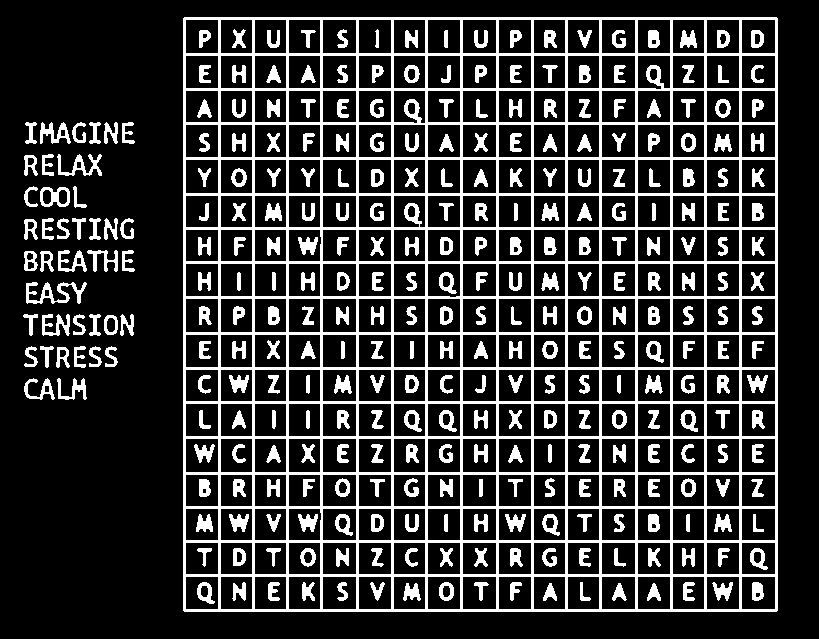 IMAGINE
RELAX
COOL
RESTING
BREATHE
EASY
TENSION
STRESS
CALM
P X U T S I N I U P R V G B M D D
E H A A S P O J P E T B E Q Z L C
A U N T E G Q T L H R Z F A T O P
S H X F N G U A X E A A Y P O M H
Y O Y Y L D X L A K Y U Z L B S K
J X M U U G Q T R I M A G I N E B
H F N W F X H D P B B B T N V S K
H I I H D E S Q F U M Y E R N S X
R P B Z N H S D S L H O N B S S S
E H X A I Z I H A H O E S Q F E F
C W Z I M V D C J V S S I M G R W
L A I I R Z Q Q H X D Z O Z Q T R
W C A X E Z R G H A I Z N E C S E
B R H F O T G N I T S E R E O V Z
M W V W Q D U I H W Q T S B I M L
T D T O N Z C X X R G E L K H F Q
Q N E K S V M O T F A L A A E W B